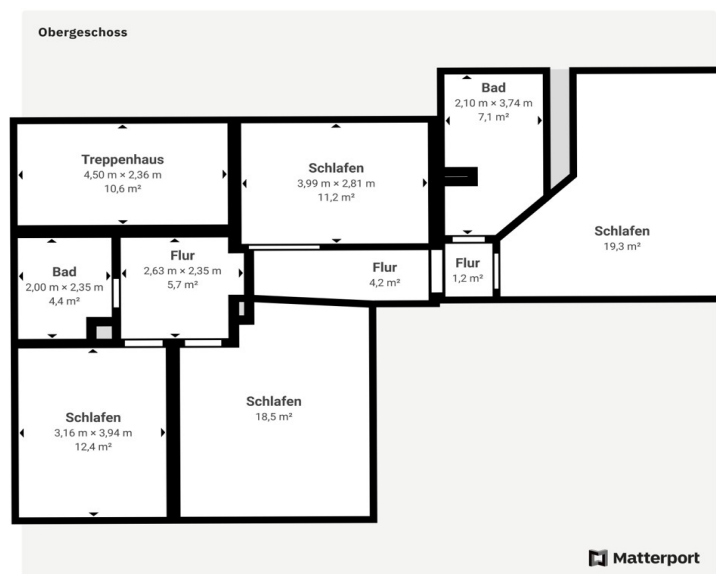 Obergeschoss
Bad
2,10 m × 3,74 m
7,1 m²
Treppenhaus
4,50 m × 2,36 m
10,6 m²
Schlafen
3,99 m × 2,81 m
11,2 m²
Schlafen
19,3 m²
Bad
2,00 m × 2,35 m
4,4 m²
Flur
2,63 m × 2,35 m
5,7 m²
Flur
4,2 m²
Flur
1,2 m²
Schlafen
3,16 m × 3,94 m
12,4 m²
Schlafen
18,5 m²
Matterport